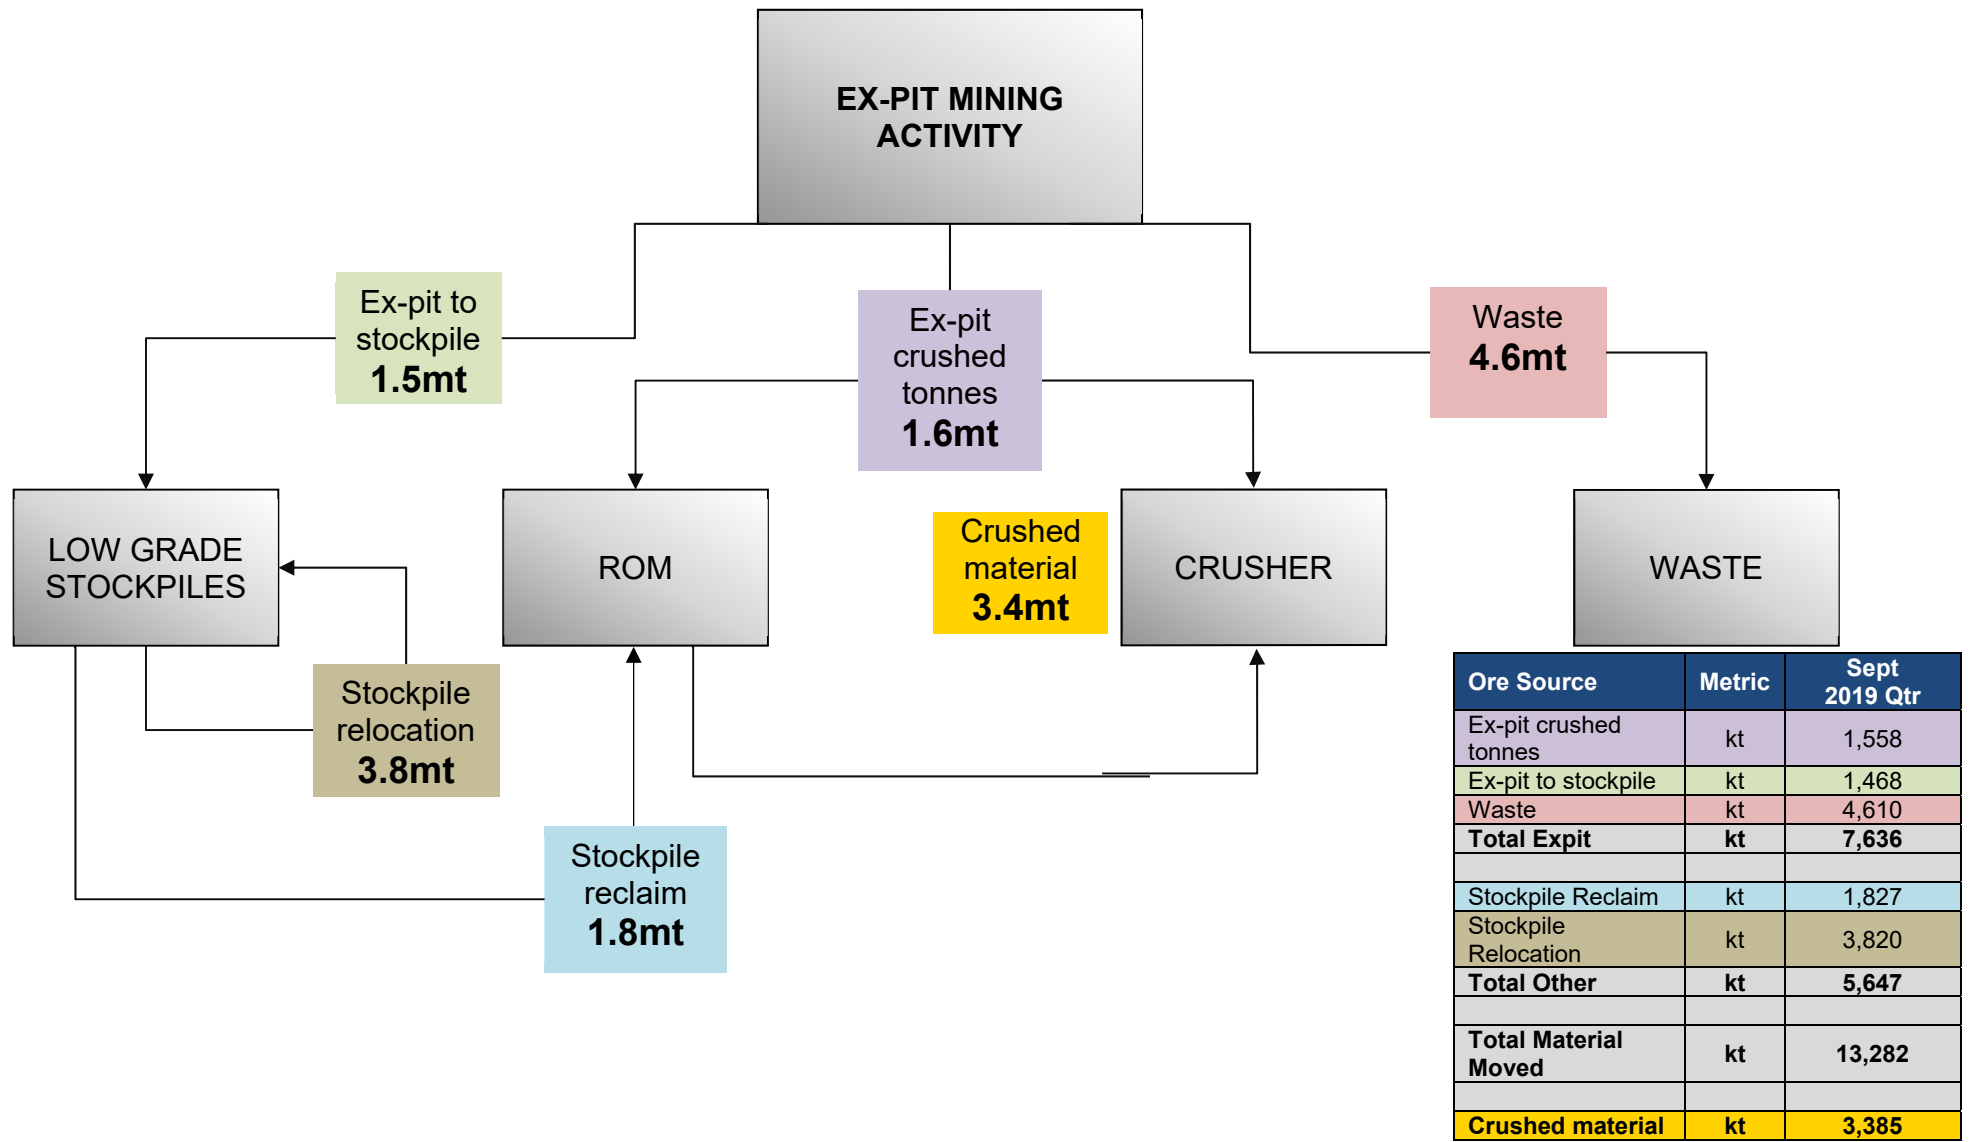 EX-PIT MINING
ACTIVITY
Ex-pit to
stockpile
1.5mt
Ex-pit
crushed
tonnes
1.6mt
Waste
4.6mt
LOW GRADE
STOCKPILES
ROM
Crushed
material
3.4mt
CRUSHER
WASTE
Stockpile
relocation
3.8mt
Stockpile
reclaim
1.8mt
Ore Source Metric Sept
2019 Qtr
Ex-pit crushed
tonnes kt 1,558
Ex-pit to stockpile kt 1,468
Waste kt 4,610
Total Expit kt 7,636
Stockpile Reclaim kt 1,827
Stockpile
Relocation kt 3,820
Total Other kt 5,647
Total Material
Moved kt 13,282
Crushed material kt 3,385